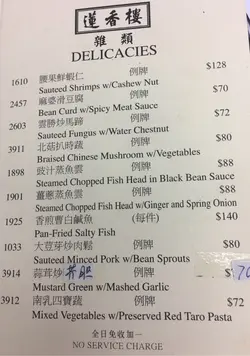 蓮香樓
雜類
DELICACIES
1610 腰果鮮蝦仁 例牌 $128
Sauteed Shrimps w/Cashew Nut
2457 麻婆滑豆腐 例牌 $70
Bean Curd w/Spicy Meat Sauce
2603 雲勝炒馬蹄 例牌 $72
Sauteed Fungus w/Water Chestnut
3911 北菇扒時蔬 例牌 $80
Braised Chinese Mushroom w/Vegetables
1898 豉汁蒸魚雲 例牌 $88
Steamed Chopped Fish Head in Black Bean Sauce
1901 薑蔥蒸魚雲 例牌 $88
Steamed Chopped Fish Head w/Ginger and Spring Onion
1925 香煎曹白鹹魚 (每件) $140
Pan-Fried Salty Fish
1033 大荳芽炒肉鬆 例牌 $80
Sauteed Minced Pork w/Bean Sprouts
3914 蒜茸炒芥胆 例牌 $70
Mustard Green w/Mashed Garlic
3912 南乳四寶蔬 例牌 $72
Mixed Vegetables w/Preserved Red Taro Pasta
全日免收加一
NO SERVICE CHARGE